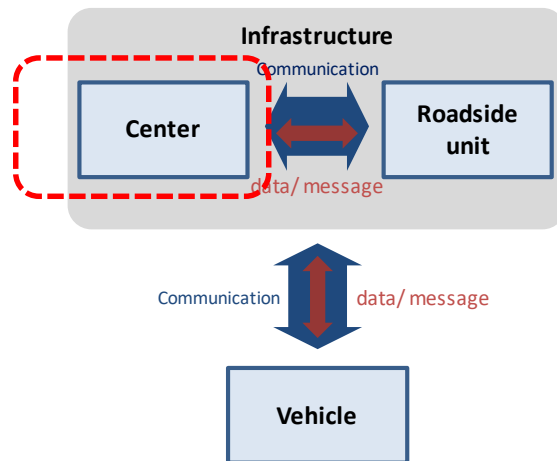 Infrastructure
Communication
Center
Roadside
unit
data/ message
Communication
data/ message
Vehicle